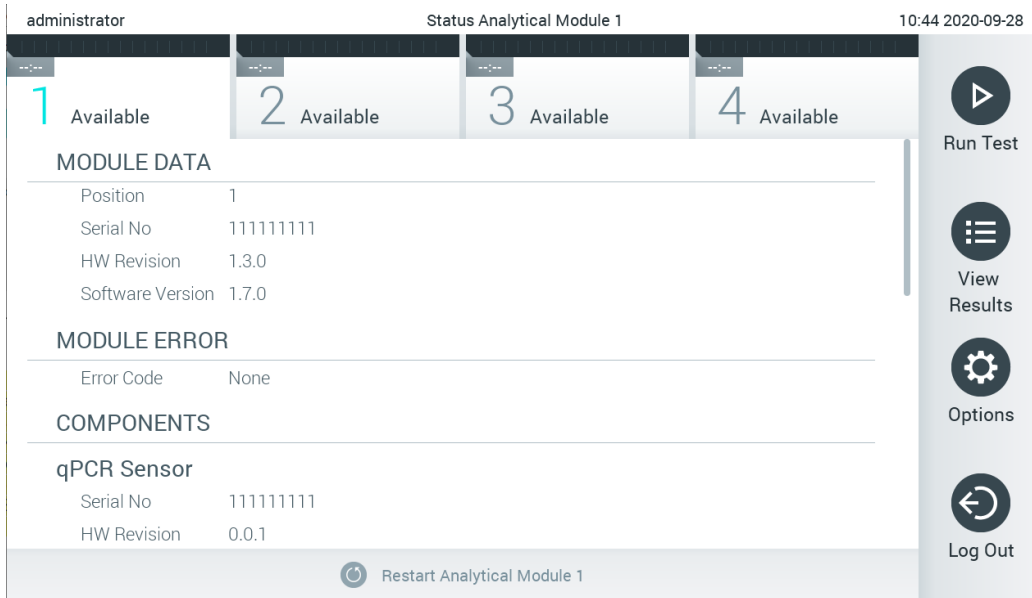 administrator Status Analytical Module 1 10:44 2020-09-28
--:-- --:-- --:-- --:--
1 Available 2 Available 3 Available 4 Available
Run Test
MODULE DATA
Position 1
Serial No 111111111
HW Revision 1.3.0
Software Version 1.7.0
View
Results
MODULE ERROR
Error Code None
Options
COMPONENTS
qPCR Sensor
Serial No 111111111
HW Revision 0.0.1
Log Out
Restart Analytical Module 1